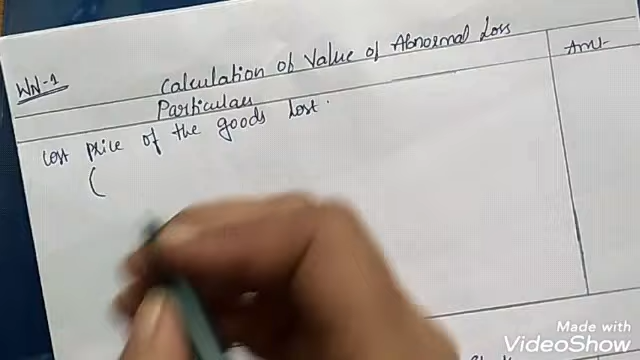 WN-1
Calculation of Value of Abnormal Loss
Particulars
Amt
Cost price of the goods lost.
(
Made with
VideoShow